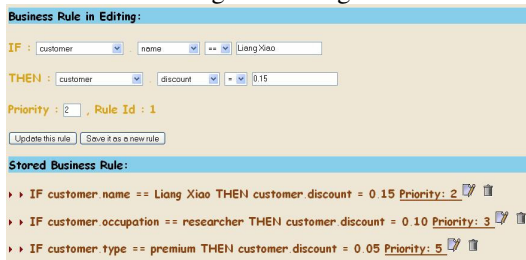 Business Rule in Editing:
IF : customer . name == Liang Xiao
THEN : customer . discount = 0.15
Priority : 2 , Rule Id : 1
Update this rule Save it as a new rule
Stored Business Rule:
IF customer.name == Liang Xiao THEN customer.discount = 0.15 Priority: 2
IF customer.occupation == researcher THEN customer.discount = 0.10 Priority: 3
IF customer.type == premium THEN customer.discount = 0.05 Priority: 5